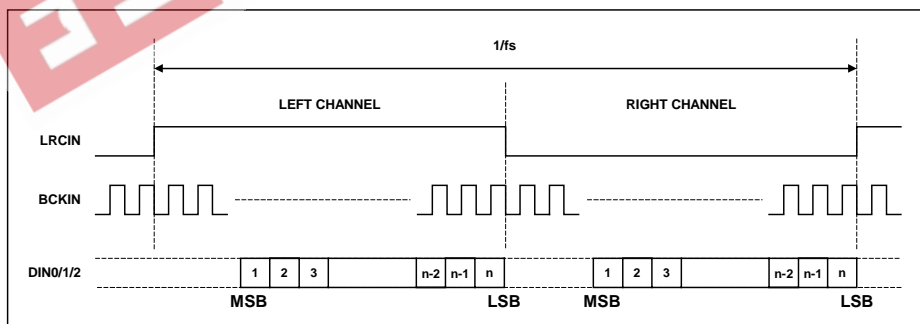 1/fs
LEFT CHANNEL RIGHT CHANNEL
LRCIN
BCKIN
DIN0/1/2 1 2 3 n-2 n-1 n 1 2 3 n-2 n-1 n
MSB LSB MSB LSB